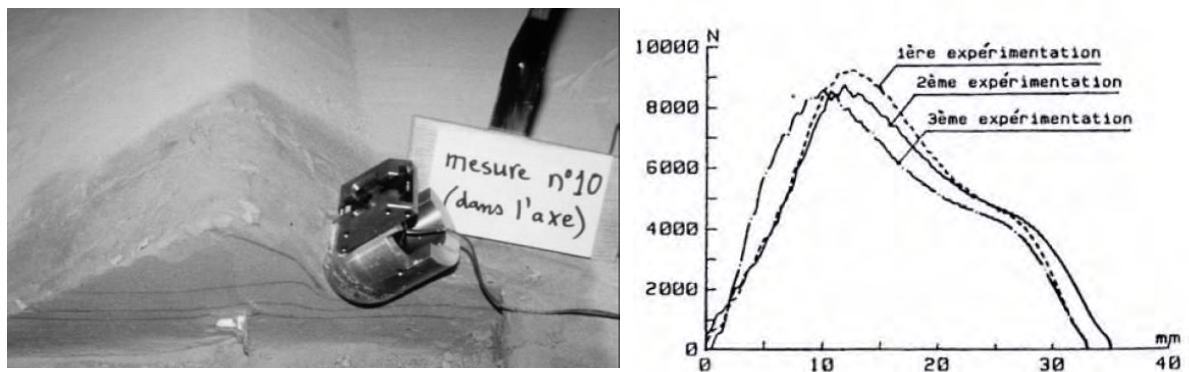 mesure n°10
(dans l'axe)
N
10000
1ère expérimentation
2ème expérimentation
8000
3ème expérimentation
6000
4000
2000
0
mm
0 10 20 30 40